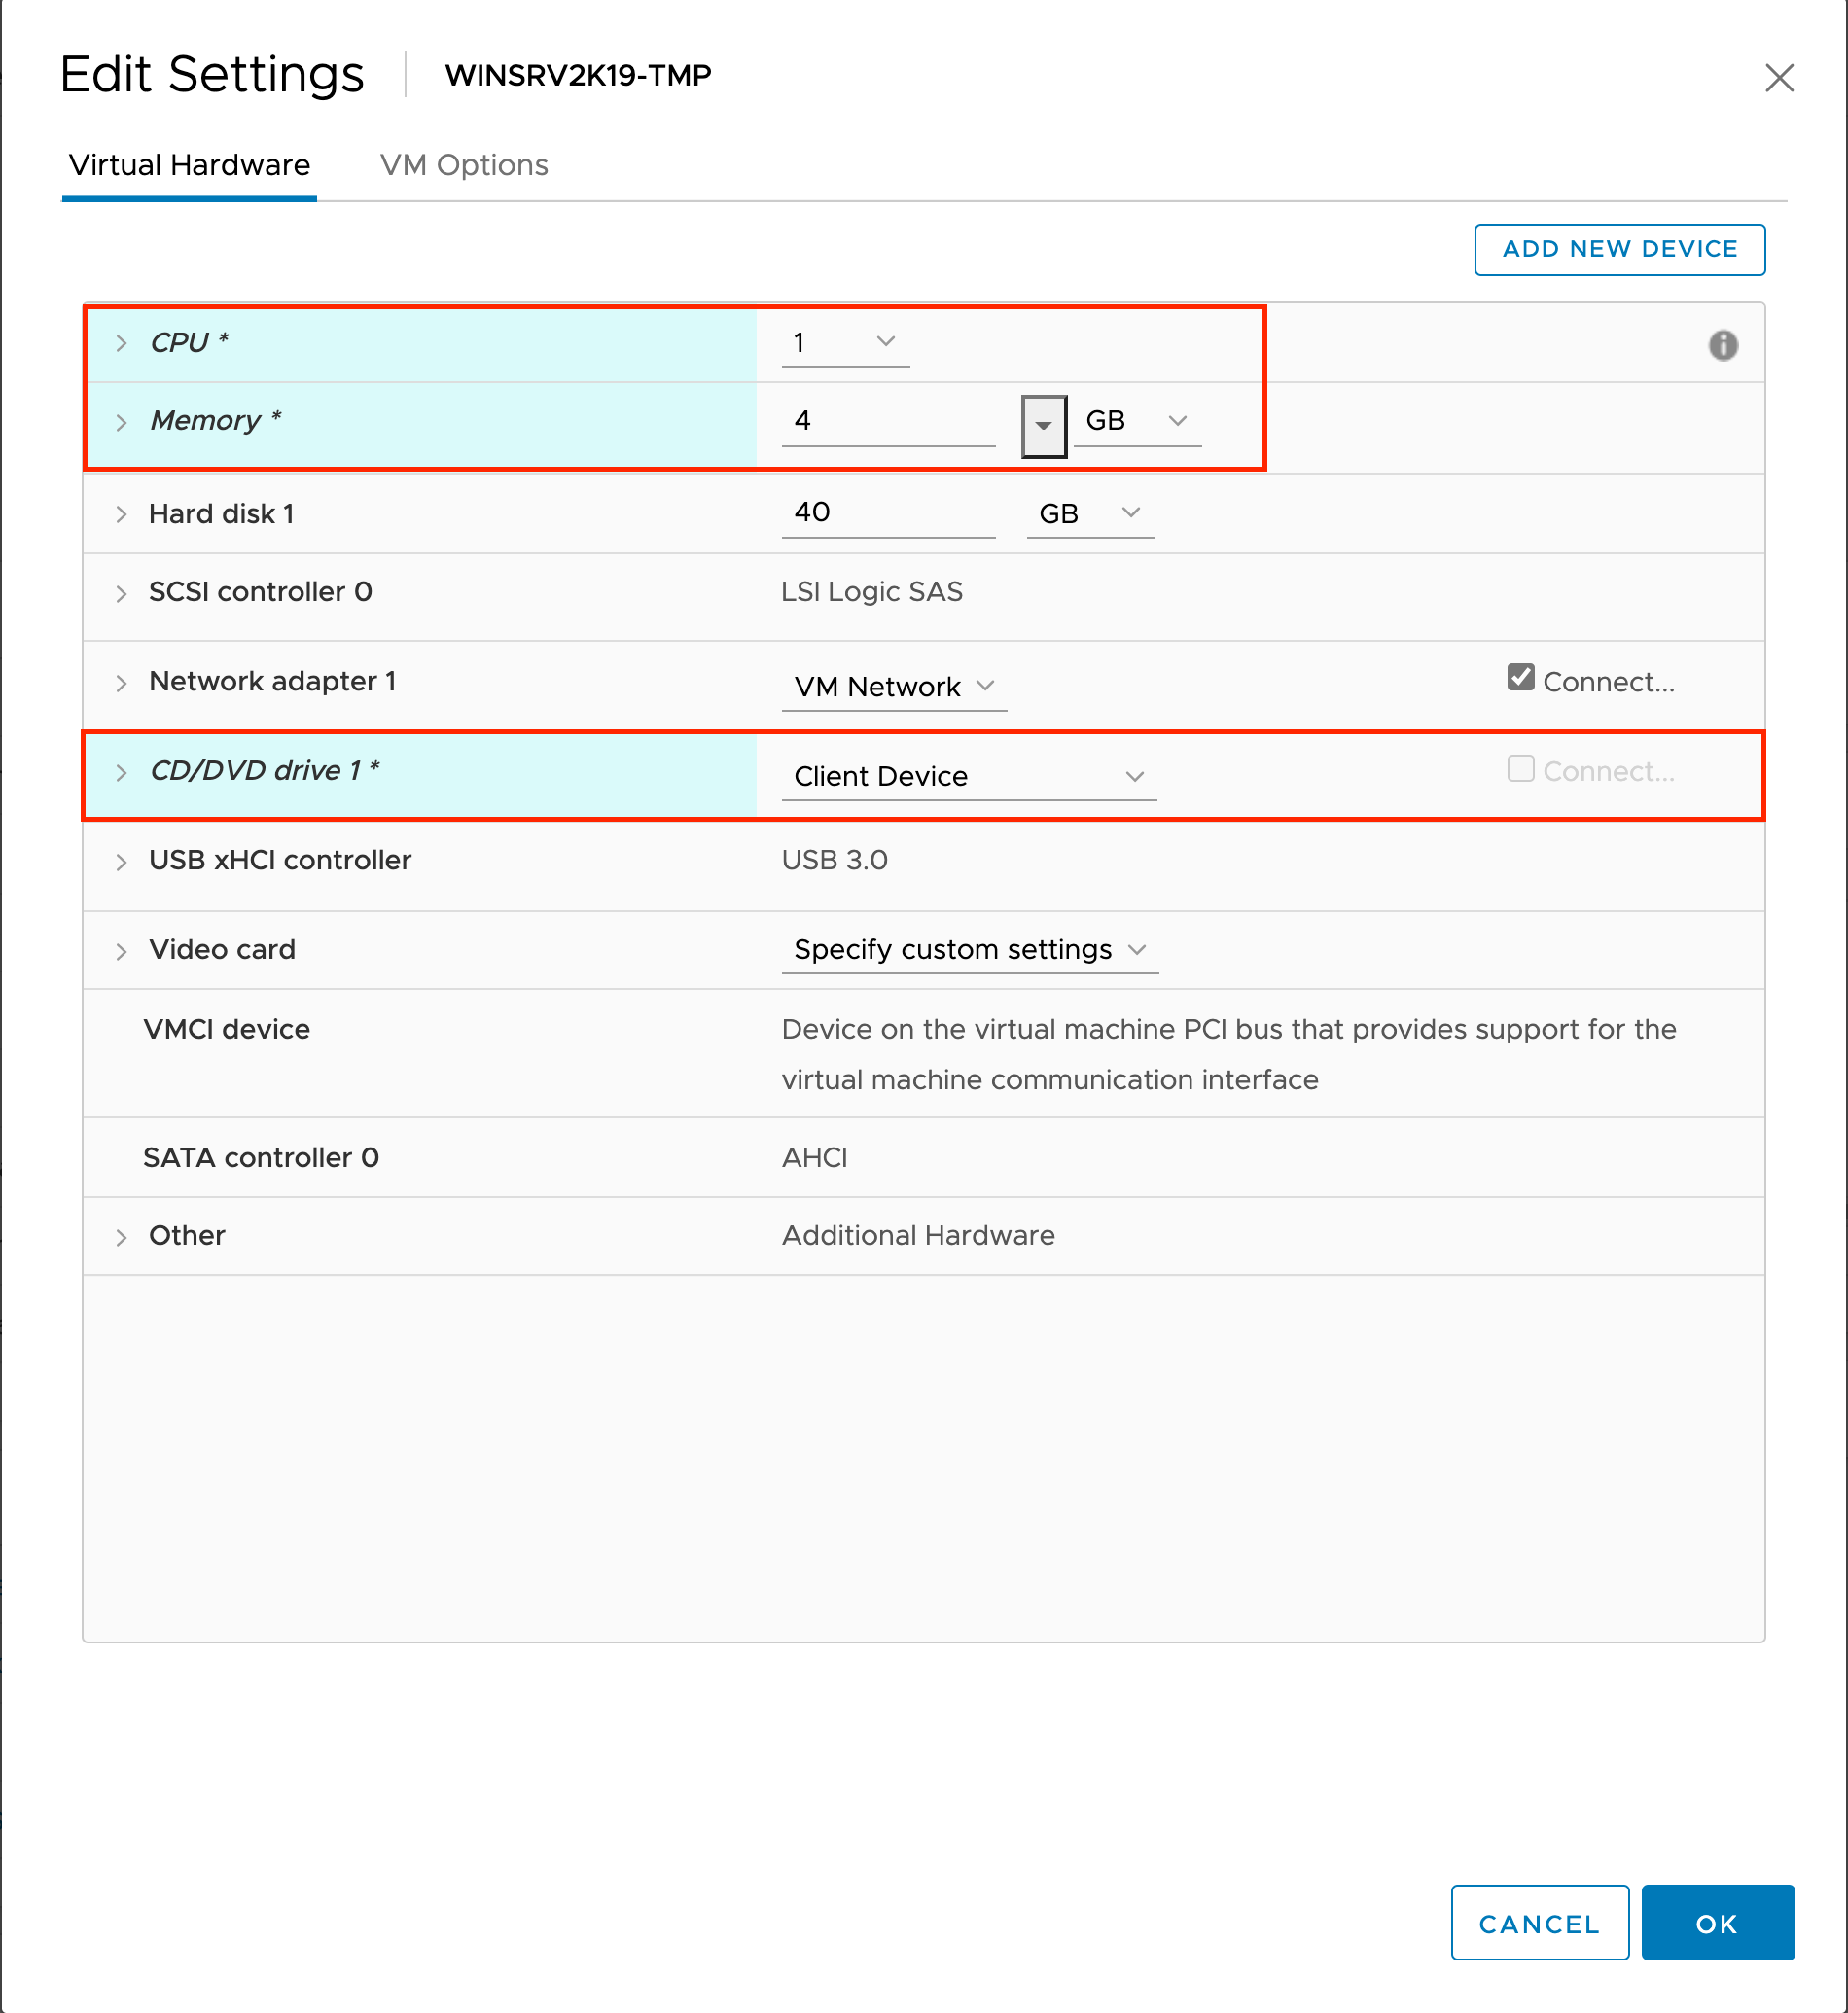 Edit Settings
WINSRV2K19-TMP
Virtual Hardware
VM Options
ADD NEW DEVICE
CPU *
1
Memory *
4
GB
Hard disk 1
40
GB
SCSI controller 0
LSI Logic SAS
Network adapter 1
VM Network
Connect...
CD/DVD drive 1 *
Client Device
Connect...
USB xHCI controller
USB 3.0
Video card
Specify custom settings
VMCI device
Device on the virtual machine PCI bus that provides support for the
virtual machine communication interface
SATA controller 0
AHCI
Other
Additional Hardware
CANCEL
OK